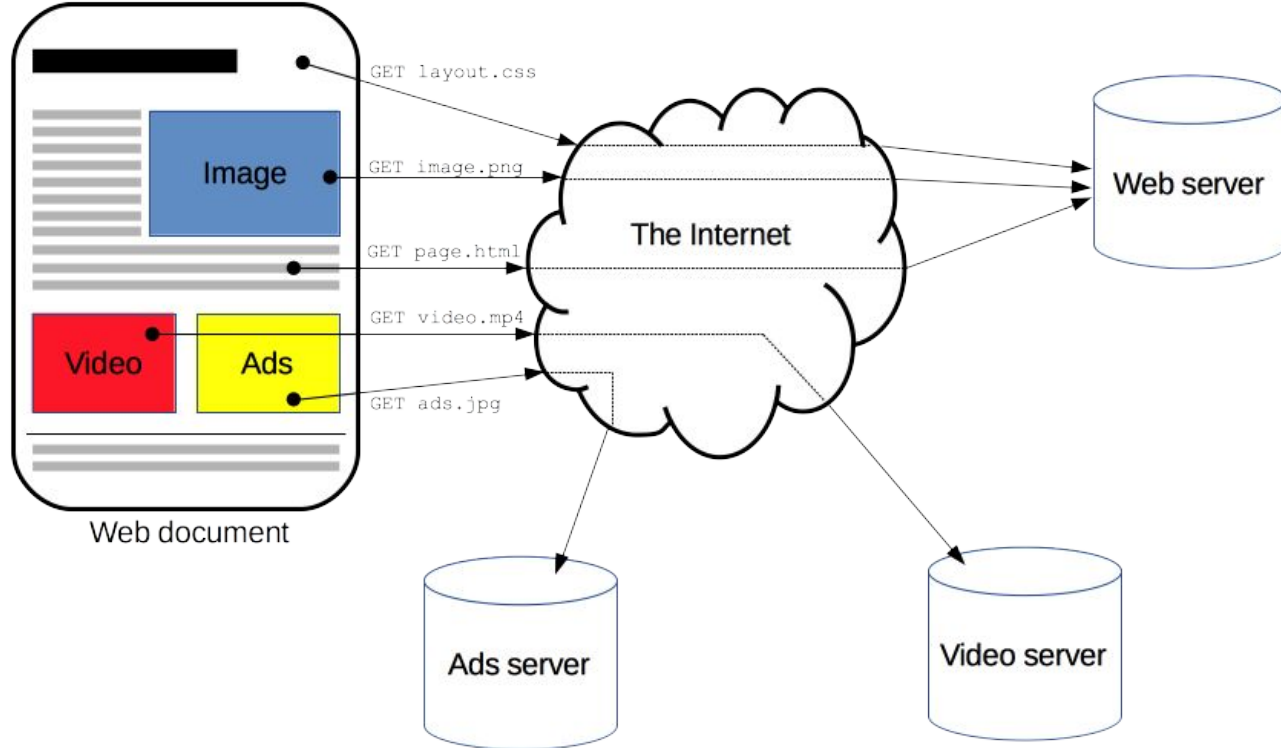 GET layout.css
Image
GET image.png
Web server
The Internet
GET page.html
GET video.mp4
Video
Ads
GET ads.jpg
Web document
Ads server
Video server